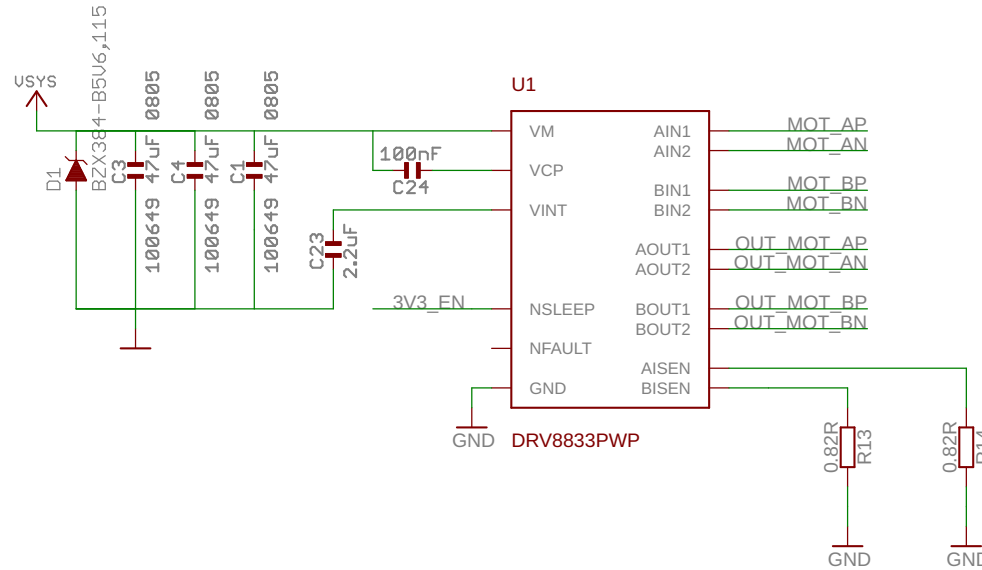 VSYS
D1
BZX384-B5V6,115
C3
47uF
0805
100649
C4
47uF
0805
100649
C1
47uF
0805
100649
100nF
C24
C23
2.2uF
3V3_EN
GND
U1
VM
VCP
VINT
NSLEEP
NFAULT
GND
AIN1
AIN2
BIN1
BIN2
AOUT1
AOUT2
BOUT1
BOUT2
AISEN
BISEN
DRV8833PWP
MOT_AP
MOT_AN
MOT_BP
MOT_BN
OUT_MOT_AP
OUT_MOT_AN
OUT_MOT_BP
OUT_MOT_BN
0.82R
R13
GND
0.82R
GND